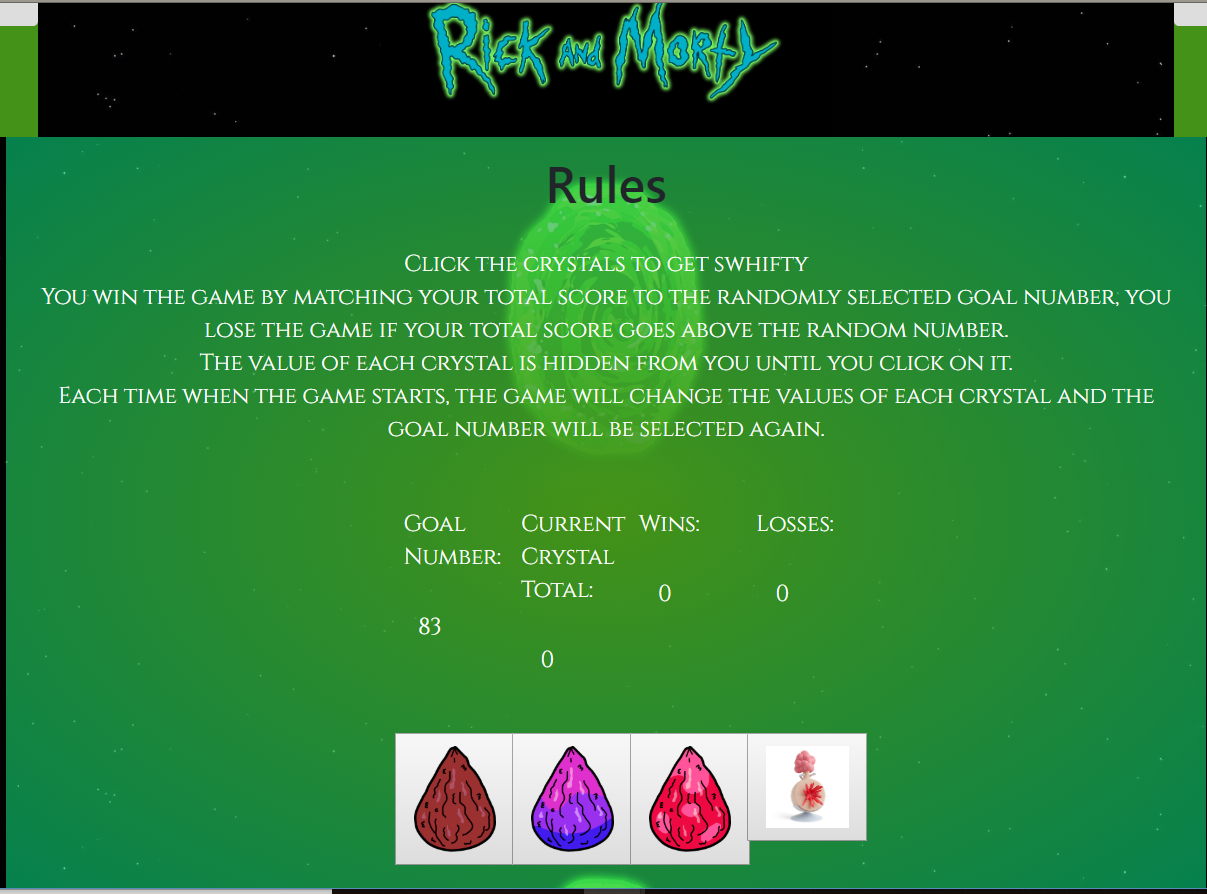 Rick and Morty
Rules
Click the crystals to get swhifty
You win the game by matching your total score to the randomly selected goal number, you
lose the game if your total score goes above the random number.
The value of each crystal is hidden from you until you click on it.
Each time when the game starts, the game will change the values of each crystal and the
goal number will be selected again.
Goal
Number:
83
Current
Crystal
Total:
0
Wins:
0
Losses:
0